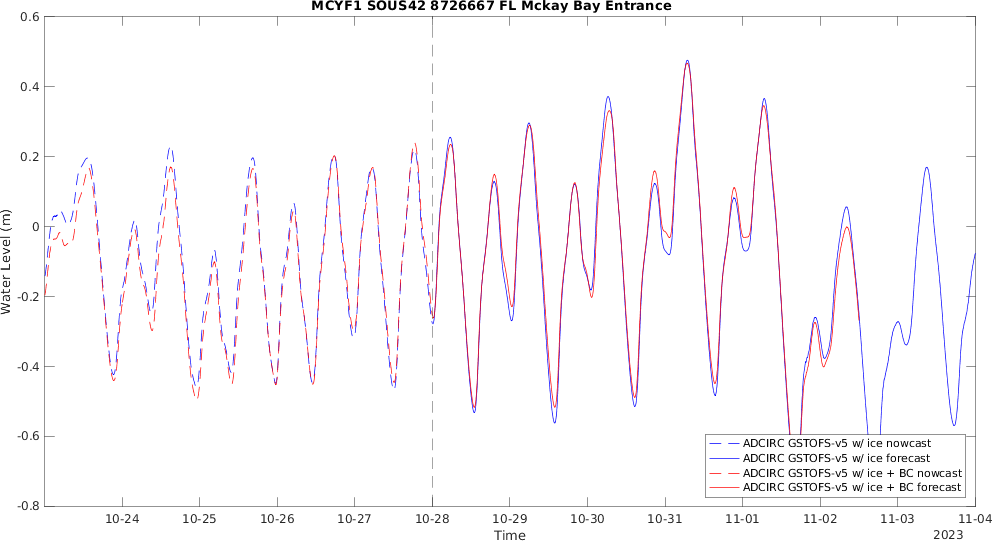 MCYF1 SOUS42 8726667 FL Mckay Bay Entrance
0.6
0.4
0.2
0
-0.2
-0.4
-0.6
-0.8
Water Level (m)
10-24 10-25 10-26 10-27 10-28 10-29 10-30 10-31 11-01 11-02 11-03 11-04
Time
2023
ADCIRC GSTOFS-v5 w/ ice nowcast
ADCIRC GSTOFS-v5 w/ ice forecast
ADCIRC GSTOFS-v5 w/ ice + BC nowcast
ADCIRC GSTOFS-v5 w/ ice + BC forecast